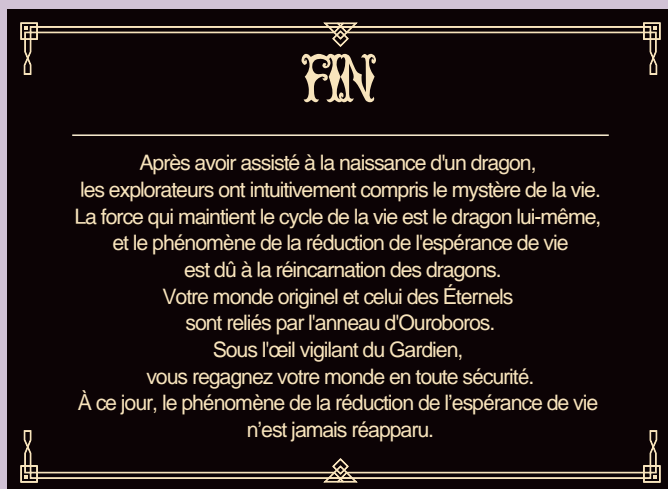 FIN
Après avoir assisté à la naissance d'un dragon,
les explorateurs ont intuitivement compris le mystère de la vie.
La force qui maintient le cycle de la vie est le dragon lui-même,
et le phénomène de la réduction de l'espérance de vie
est dû à la réincarnation des dragons.
Votre monde originel et celui des Éternels
sont reliés par l'anneau d'Ouroboros.
Sous l'œil vigilant du Gardien,
vous regagnez votre monde en toute sécurité.
À ce jour, le phénomène de la réduction de l’espérance de vie
n’est jamais réapparu.